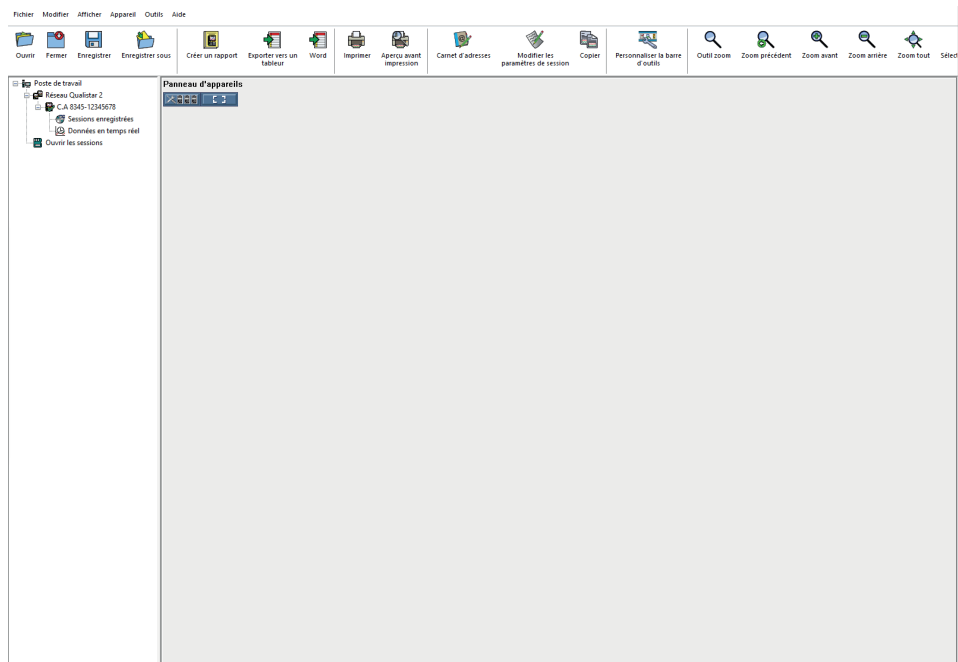 Fichier Modifier Afficher Appareil Outils Aide
Ouvrir Fermer Enregistrer Enregistrer sous Créer un rapport Exporter vers un tableur Word Imprimer Aperçu avant impression Carnet d'adresses Modifier les paramètres de session Copier Personnaliser la barre d'outils Outil zoom Zoom précédent Zoom avant Zoom arrière Zoom tout Sélect
Poste de travail
Réseau Qualistar 2
C.A 8345-12345678
Sessions enregistrées
Données en temps réel
Ouvrir les sessions
Panneau d'appareils